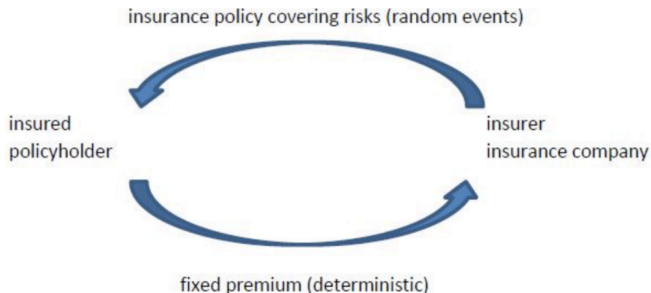 insurance policy covering risks (random events)
insured
policyholder
insurer
insurance company
fixed premium (deterministic)